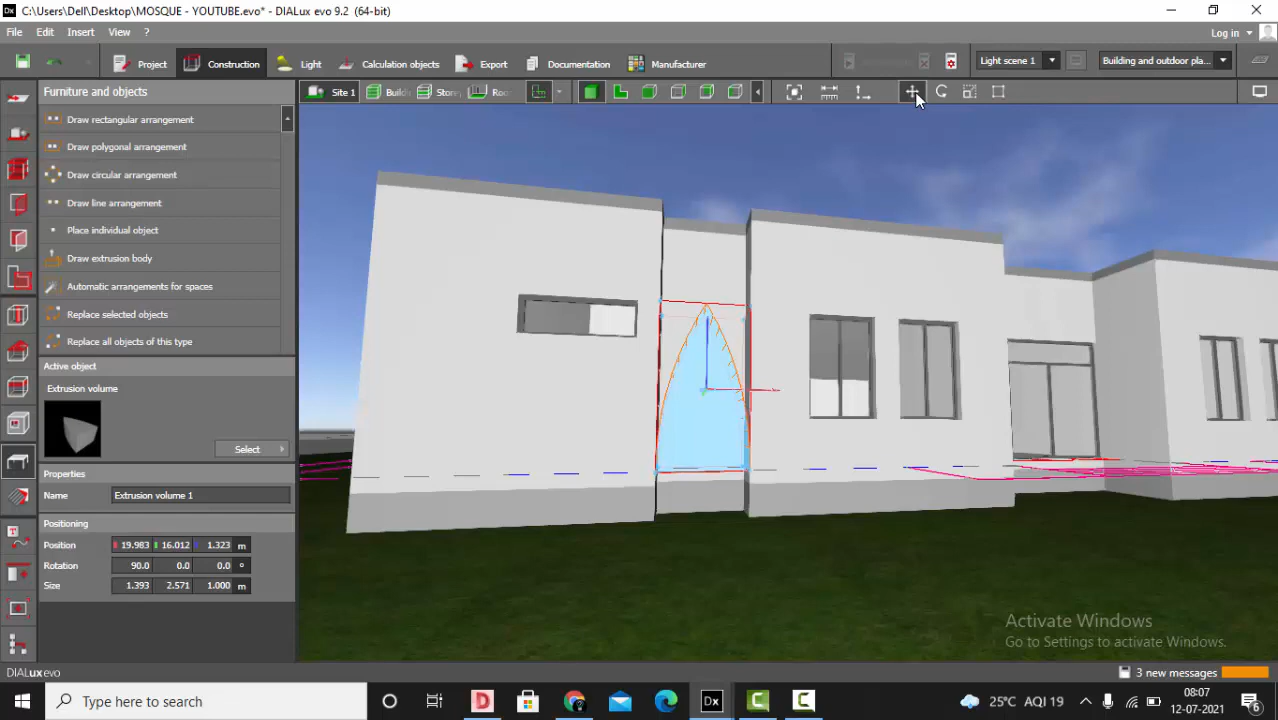 C:\Users\Dell\Desktop\MOSQUE - YOUTUBE.evo* - DIALux evo 9.2 (64-bit)
File Edit Insert View ?
Log in
Project Construction Light Calculation objects Export Documentation Manufacturer
Light scene 1
Building and outdoor pla...
Furniture and objects
Site 1
Draw rectangular arrangement
Draw polygonal arrangement
Draw circular arrangement
Draw line arrangement
Place individual object
Draw extrusion body
Automatic arrangements for spaces
Replace selected objects
Replace all objects of this type
Active object
Extrusion volume
Select
Properties
Name Extrusion volume 1
Positioning
Position 19.983 16.012 1.323 m
Rotation 90.0 0.0 0.0 °
Size 1.393 2.571 1.000 m
Activate Windows
Go to Settings to activate Windows.
DIALux evo
3 new messages
Type here to search
Dx
25°C AQI 19
08:07
12-07-2021
6